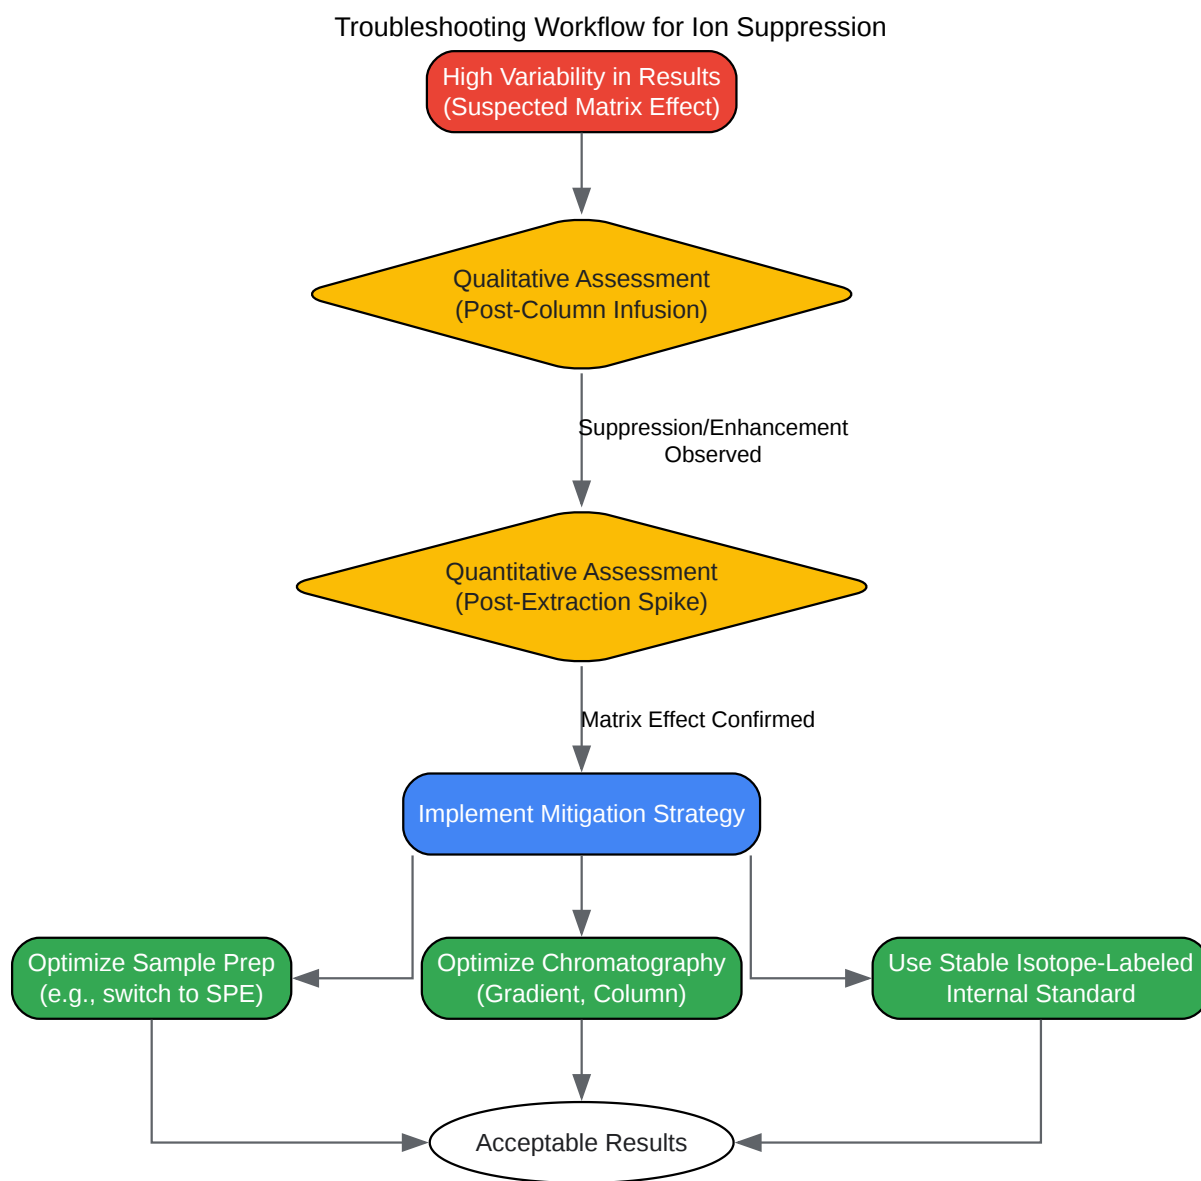 Troubleshooting Workflow for Ion Suppression
High Variability in Results
(Suspected Matrix Effect)
Qualitative Assessment
(Post-Column Infusion)
Suppression/Enhancement
Observed
Quantitative Assessment
(Post-Extraction Spike)
Matrix Effect Confirmed
Implement Mitigation Strategy
Optimize Sample Prep
(e.g., switch to SPE)
Optimize Chromatography
(Gradient, Column)
Use Stable Isotope-Labeled
Internal Standard
Acceptable Results